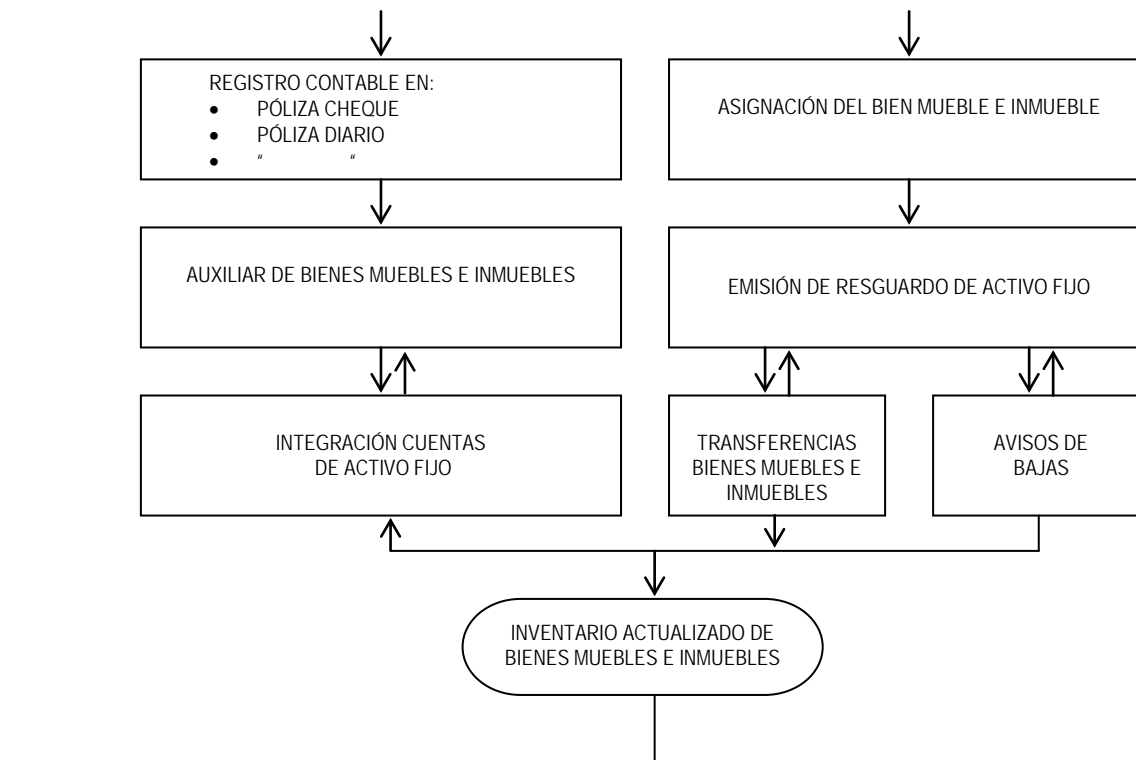 REGISTRO CONTABLE EN:
• PÓLIZA CHEQUE
• PÓLIZA DIARIO
• “ “
ASIGNACIÓN DEL BIEN MUEBLE E INMUEBLE
AUXILIAR DE BIENES MUEBLES E INMUEBLES
EMISIÓN DE RESGUARDO DE ACTIVO FIJO
INTEGRACIÓN CUENTAS
DE ACTIVO FIJO
TRANSFERENCIAS
BIENES MUEBLES E
INMUEBLES
AVISOS DE
BAJAS
INVENTARIO ACTUALIZADO DE
BIENES MUEBLES E INMUEBLES